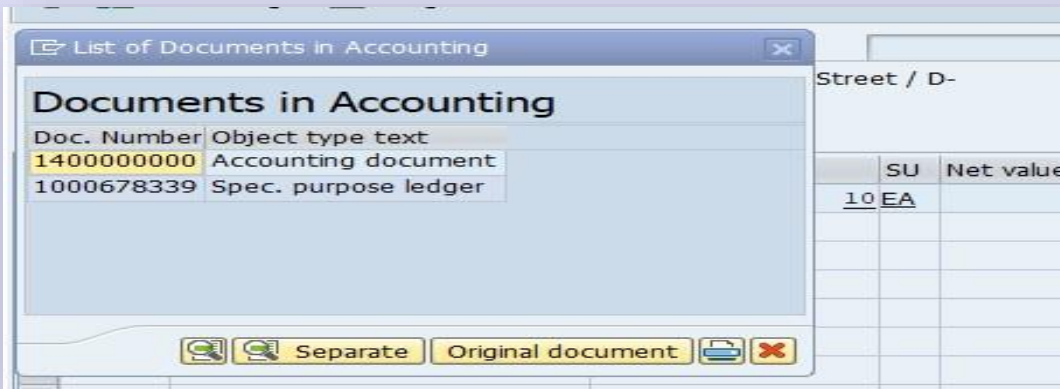 List of Documents in Accounting
Street / D-
Documents in Accounting
Doc. Number Object type text
1400000000 Accounting document
1000678339 Spec. purpose ledger
SU Net value
10 EA
Separate Original document